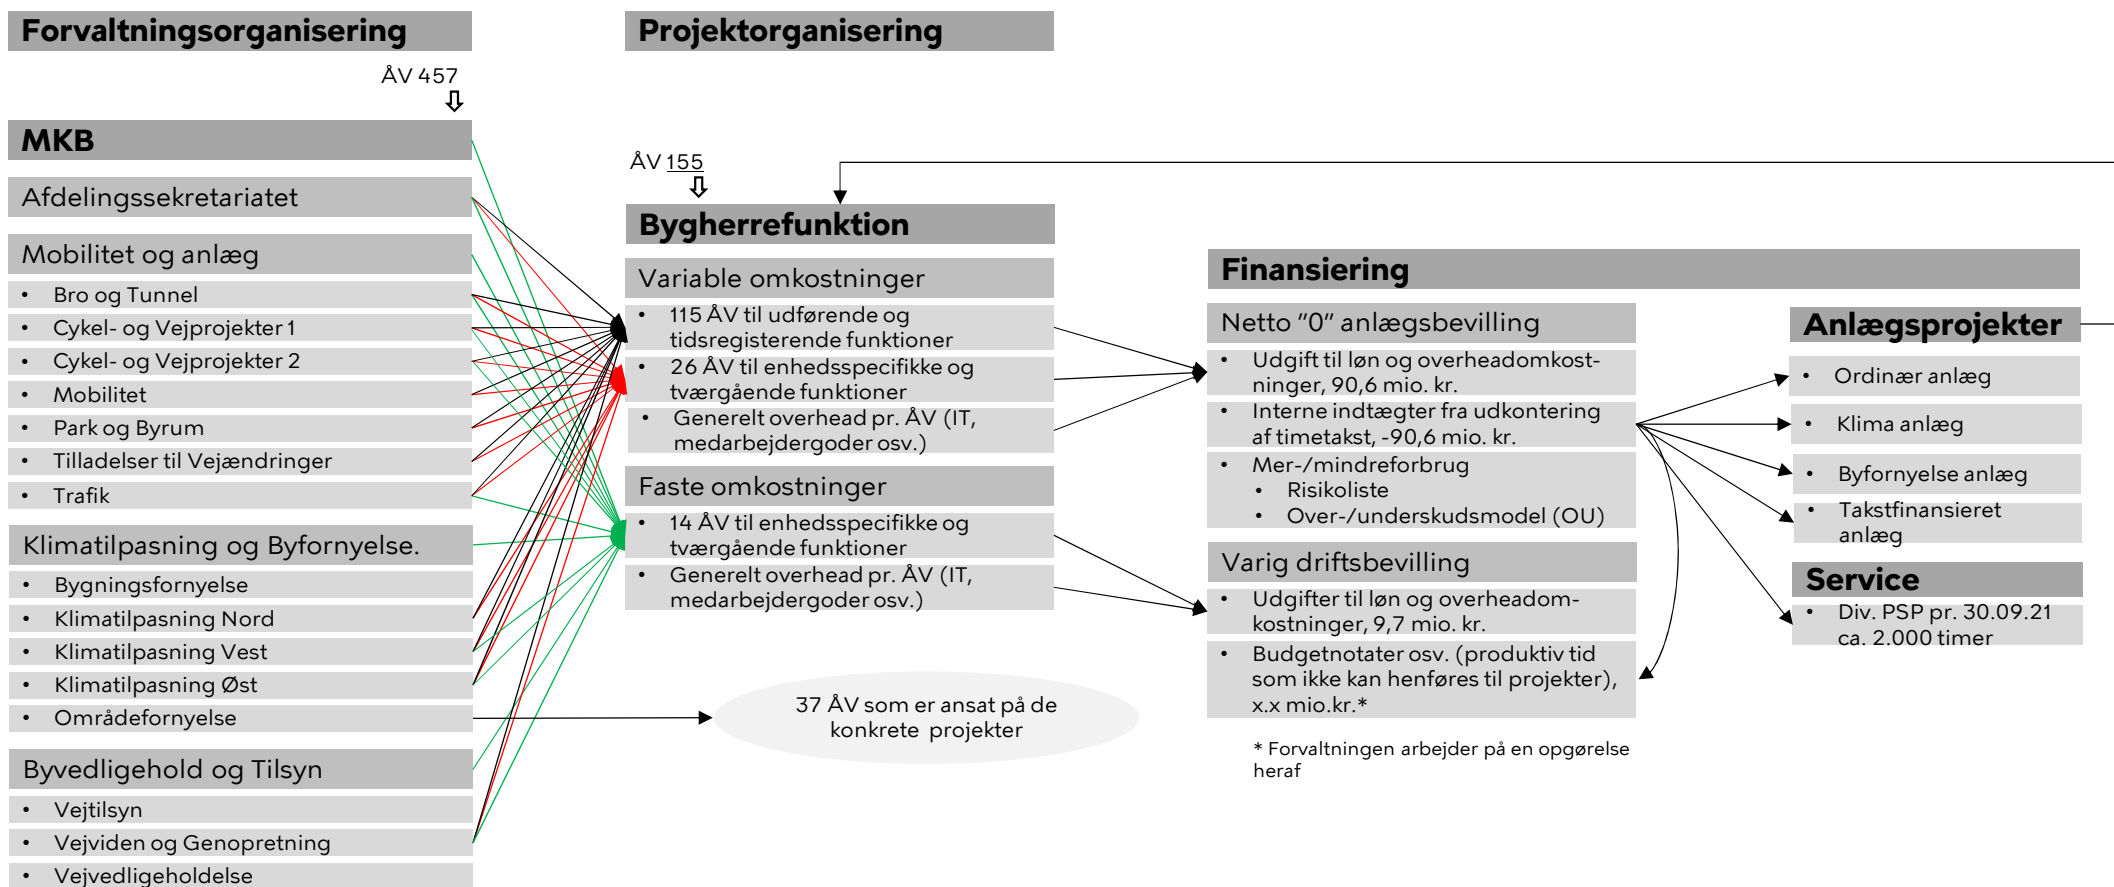 Forvaltningsorganisering
ÅV 457
MKB
Afdelingssekretariatet
Mobilitet og anlæg
• Bro og Tunnel
• Cykel- og Vejprojekter 1
• Cykel- og Vejprojekter 2
• Mobilitet
• Park og Byrum
• Tilladelser til Vejændringer
• Trafik
Klimatilpasning og Byfornyelse.
• Bygningsfornyelse
• Klimatilpasning Nord
• Klimatilpasning Vest
• Klimatilpasning Øst
• Områdefornyelse
Byvedligehold og Tilsyn
• Vejtilsyn
• Vejviden og Genopretning
• Vejvedligeholdelse
Projektorganisering
ÅV 155
Bygherrefunktion
Variable omkostninger
• 115 ÅV til udførende og
tidsregisterende funktioner
• 26 ÅV til enhedsspecifikke og
tværgående funktioner
• Generelt overhead pr. ÅV (IT,
medarbejdergoder osv.)
Faste omkostninger
• 14 ÅV til enhedsspecifikke og
tværgående funktioner
• Generelt overhead pr. ÅV (IT,
medarbejdergoder osv.)
37 ÅV som er ansat på de
konkrete projekter
Finansiering
Netto "0" anlægsbevilling
• Udgift til løn og overheadomkost-
ninger, 90,6 mio. kr.
• Interne indtægter fra udkontering
af timetakst, -90,6 mio. kr.
• Mer-/mindreforbrug
• Risikoliste
• Over-/underskudsmodel (OU)
Varig driftsbevilling
• Udgifter til løn og overheadom-
kostninger, 9,7 mio. kr.
• Budgetnotater osv. (produktiv tid
som ikke kan henføres til projekter),
x.x mio.kr.*
* Forvaltningen arbejder på en opgørelse
heraf
Anlægsprojekter
• Ordinær anlæg
• Klima anlæg
• Byfornyelse anlæg
• Takstfinansieret
anlæg
Service
• Div. PSP pr. 30.09.21
ca. 2.000 timer